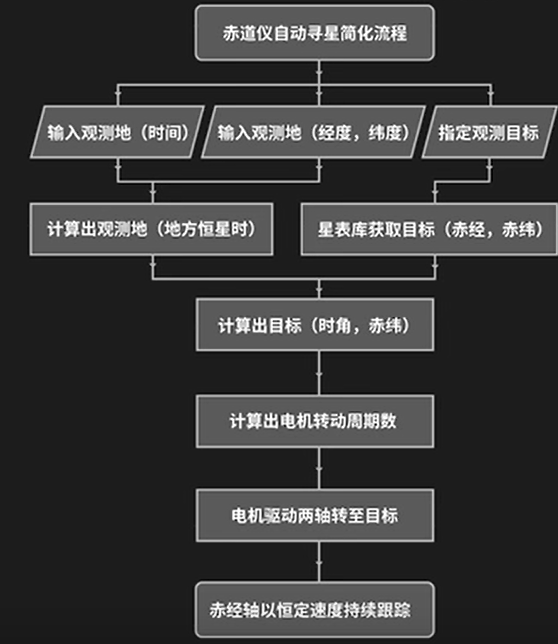 赤道仪自动寻星简化流程
输入观测地（时间）
输入观测地（经度，纬度）
指定观测目标
计算出观测地（地方恒星时）
星表库获取目标（赤经，赤纬）
计算出目标（时角，赤纬）
计算出电机转动周期数
电机驱动两轴转至目标
赤经轴以恒定速度持续跟踪